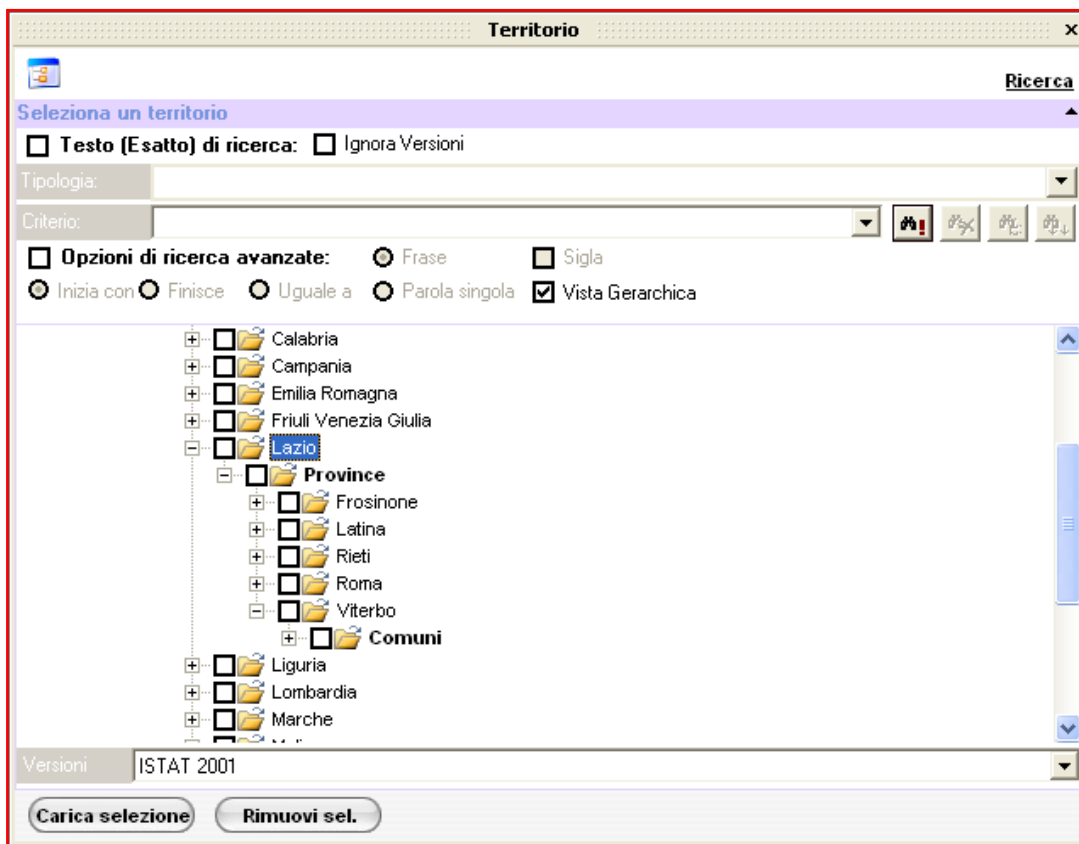 Territorio
Ricerca
Seleziona un territorio
Testo (Esatto) di ricerca: Ignora Versioni
Tipologia:
Criterio:
Opzioni di ricerca avanzate: Frase Sigla
Inizia con Finisce Uguale a Parola singola Vista Gerarchica
Calabria
Campania
Emilia Romagna
Friuli Venezia Giulia
Lazio
Province
Frosinone
Latina
Rieti
Roma
Viterbo
Comuni
Liguria
Lombardia
Marche
Versioni ISTAT 2001
Carica selezione Rimuovi sel.